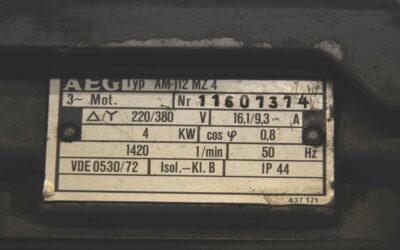 AEG Typ AM 112 MZ 4
3~ Mot. Nr 11601374
△/Y 220/380 V 16,1/9,3 ~ A
4 KW cos φ 0,8
1420 1/min 50 Hz
VDE 0530/72 Isol.-Kl. B IP 44
437 171